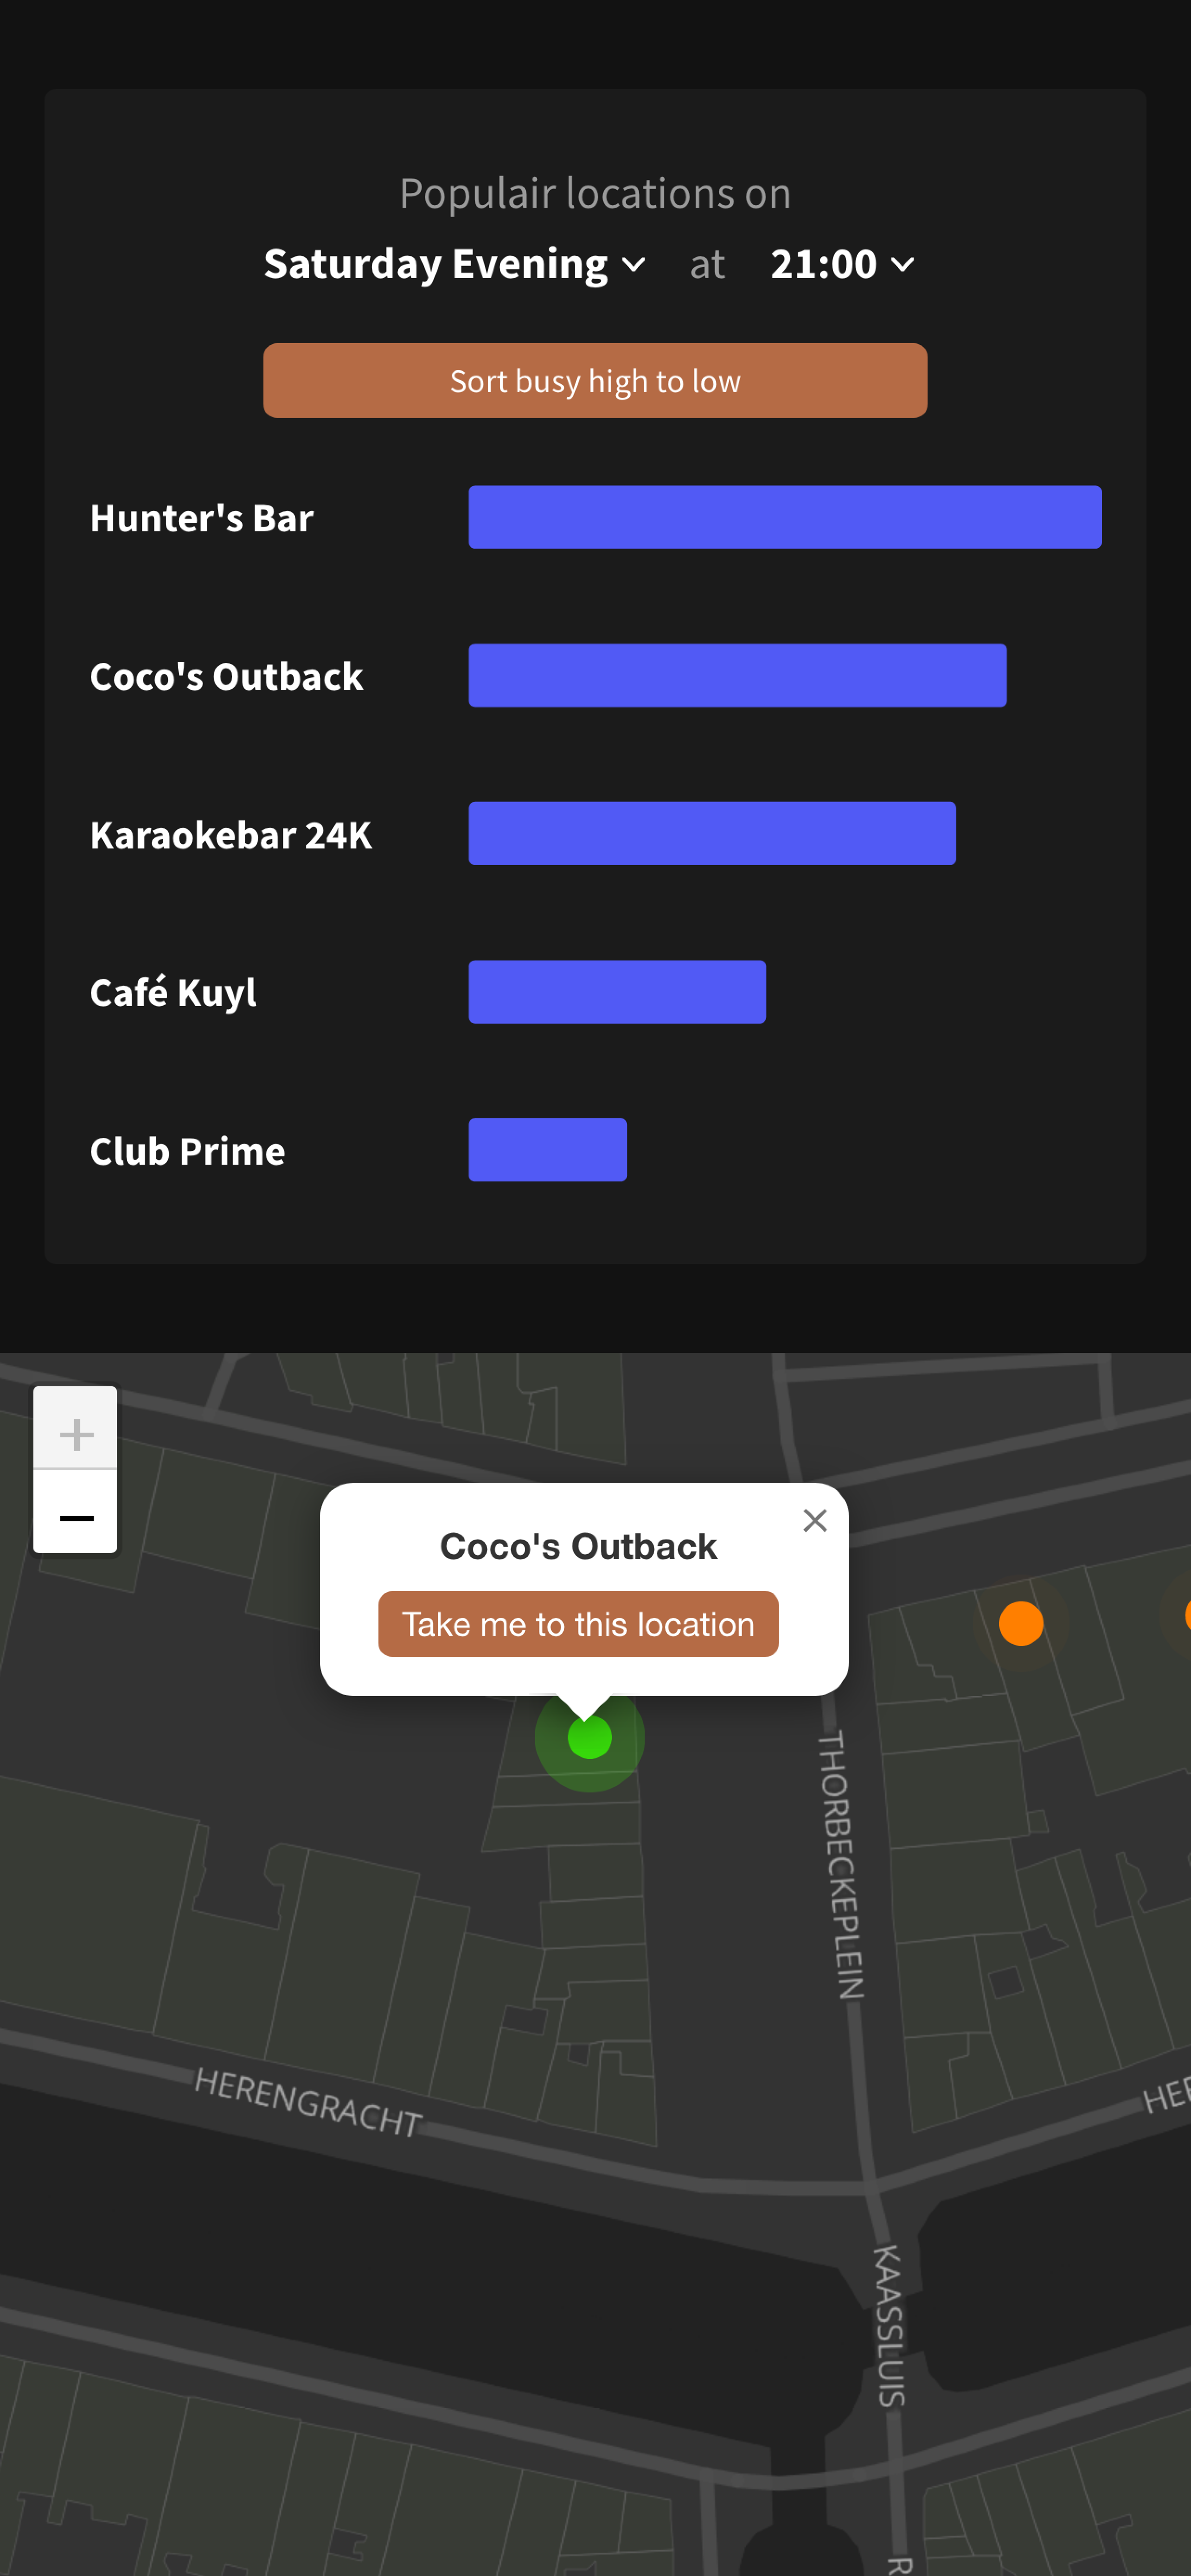 Populair locations on
Saturday Evening at 21:00
Sort busy high to low
Hunter's Bar
Coco's Outback
Karaokebar 24K
Café Kuyl
Club Prime
+
−
Coco's Outback
×
Take me to this location
THORBECKEPLEIN
HERENGRACHT
HER
KAASSLUIS
R